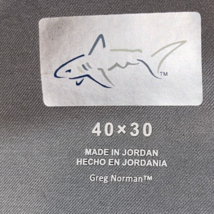 TM
40×30
MADE IN JORDAN
HECHO EN JORDANIA
Greg Norman™